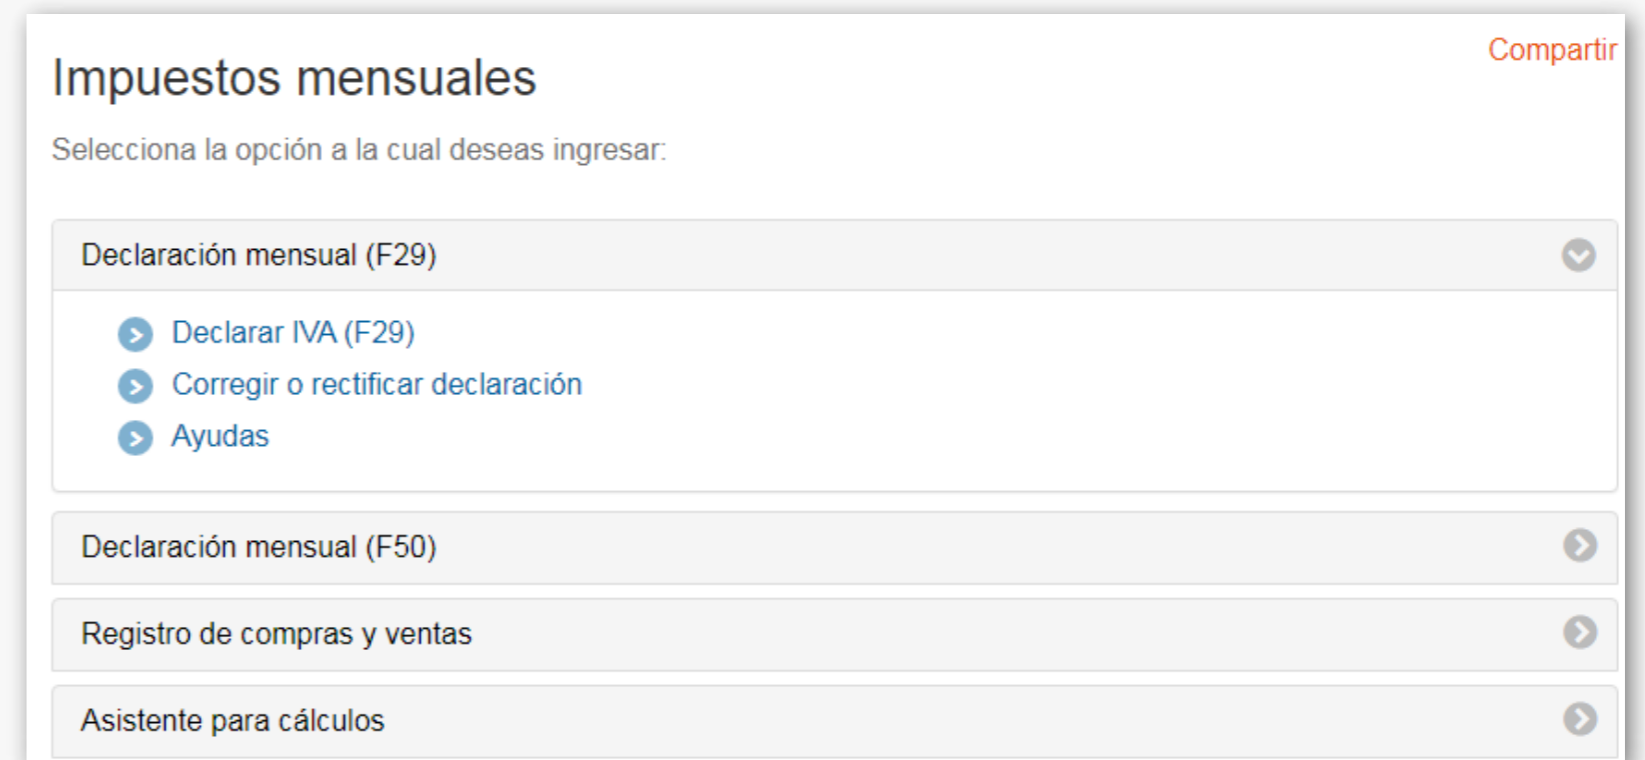 Compartir
Impuestos mensuales
Selecciona la opción a la cual deseas ingresar:
Declaración mensual (F29)
Declarar IVA (F29)
Corregir o rectificar declaración
Ayudas
Declaración mensual (F50)
Registro de compras y ventas
Asistente para cálculos